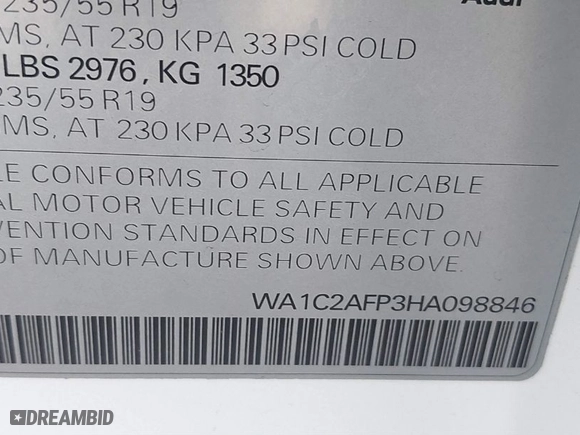 235/55 R19
MS, AT 230 KPA 33 PSI COLD
LBS 2976, KG 1350
235/55 R19
MS, AT 230 KPA 33 PSI COLD
LE CONFORMS TO ALL APPLICABLE
AL MOTOR VEHICLE SAFETY AND
VENTION STANDARDS IN EFFECT ON
OF MANUFACTURE SHOWN ABOVE.
WA1C2AFP3HA098846
DREAMBID